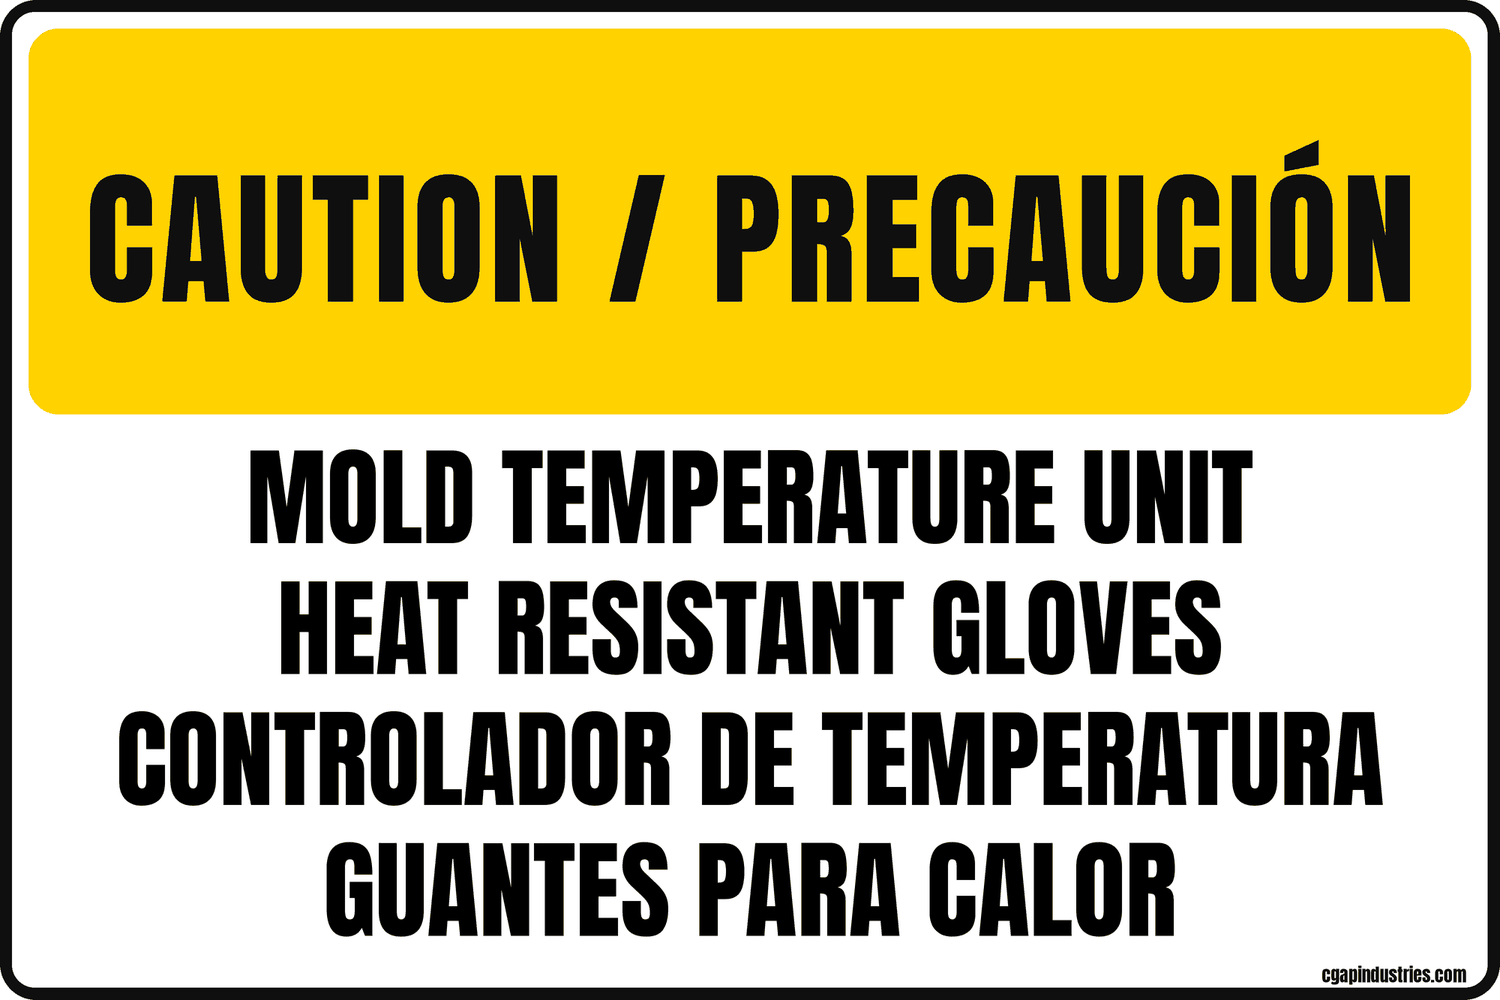 CAUTION / PRECAUCIÓN
MOLD TEMPERATURE UNIT
HEAT RESISTANT GLOVES
CONTROLADOR DE TEMPERATURA
GUANTES PARA CALOR
cgapindustries.com